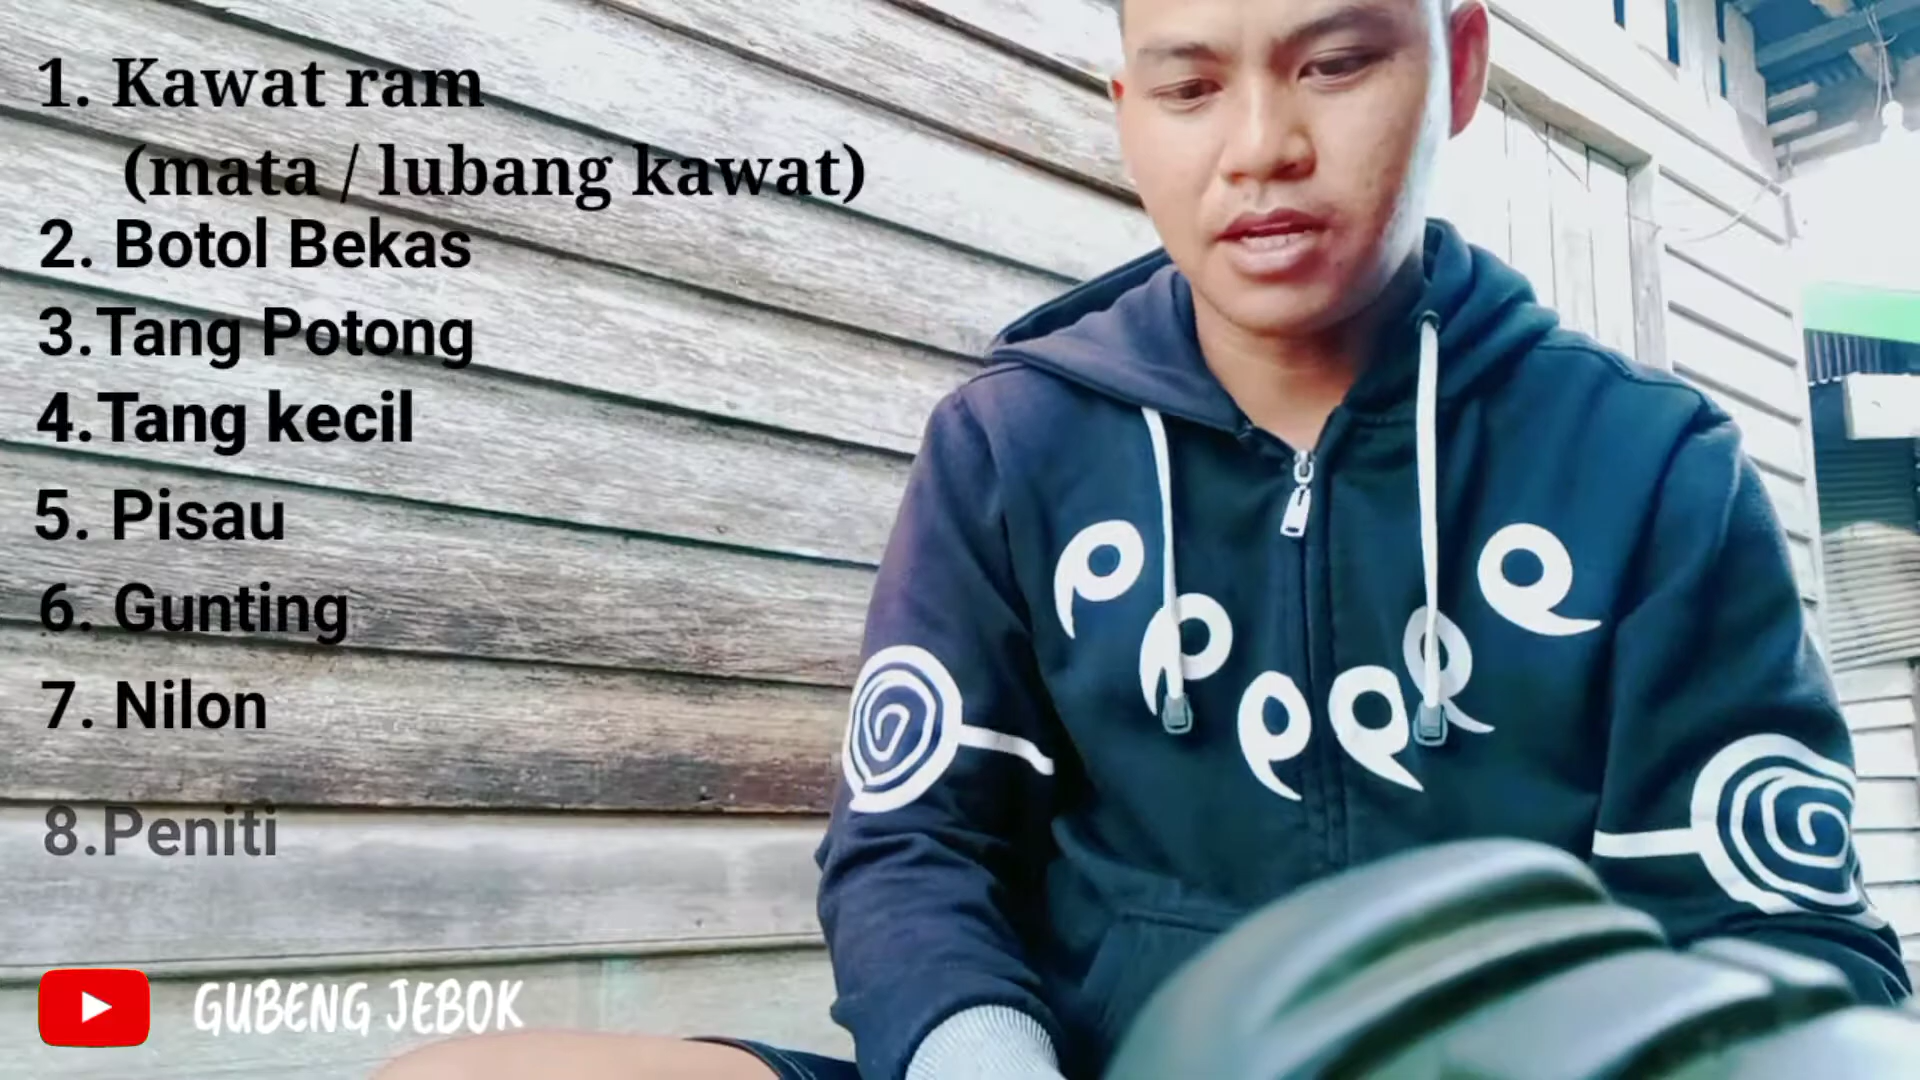 1. Kawat ram
(mata / lubang kawat)
2. Botol Bekas
3.Tang Potong
4.Tang kecil
5. Pisau
6. Gunting
7. Nilon
8.Peniti
GUBENG JEBOK